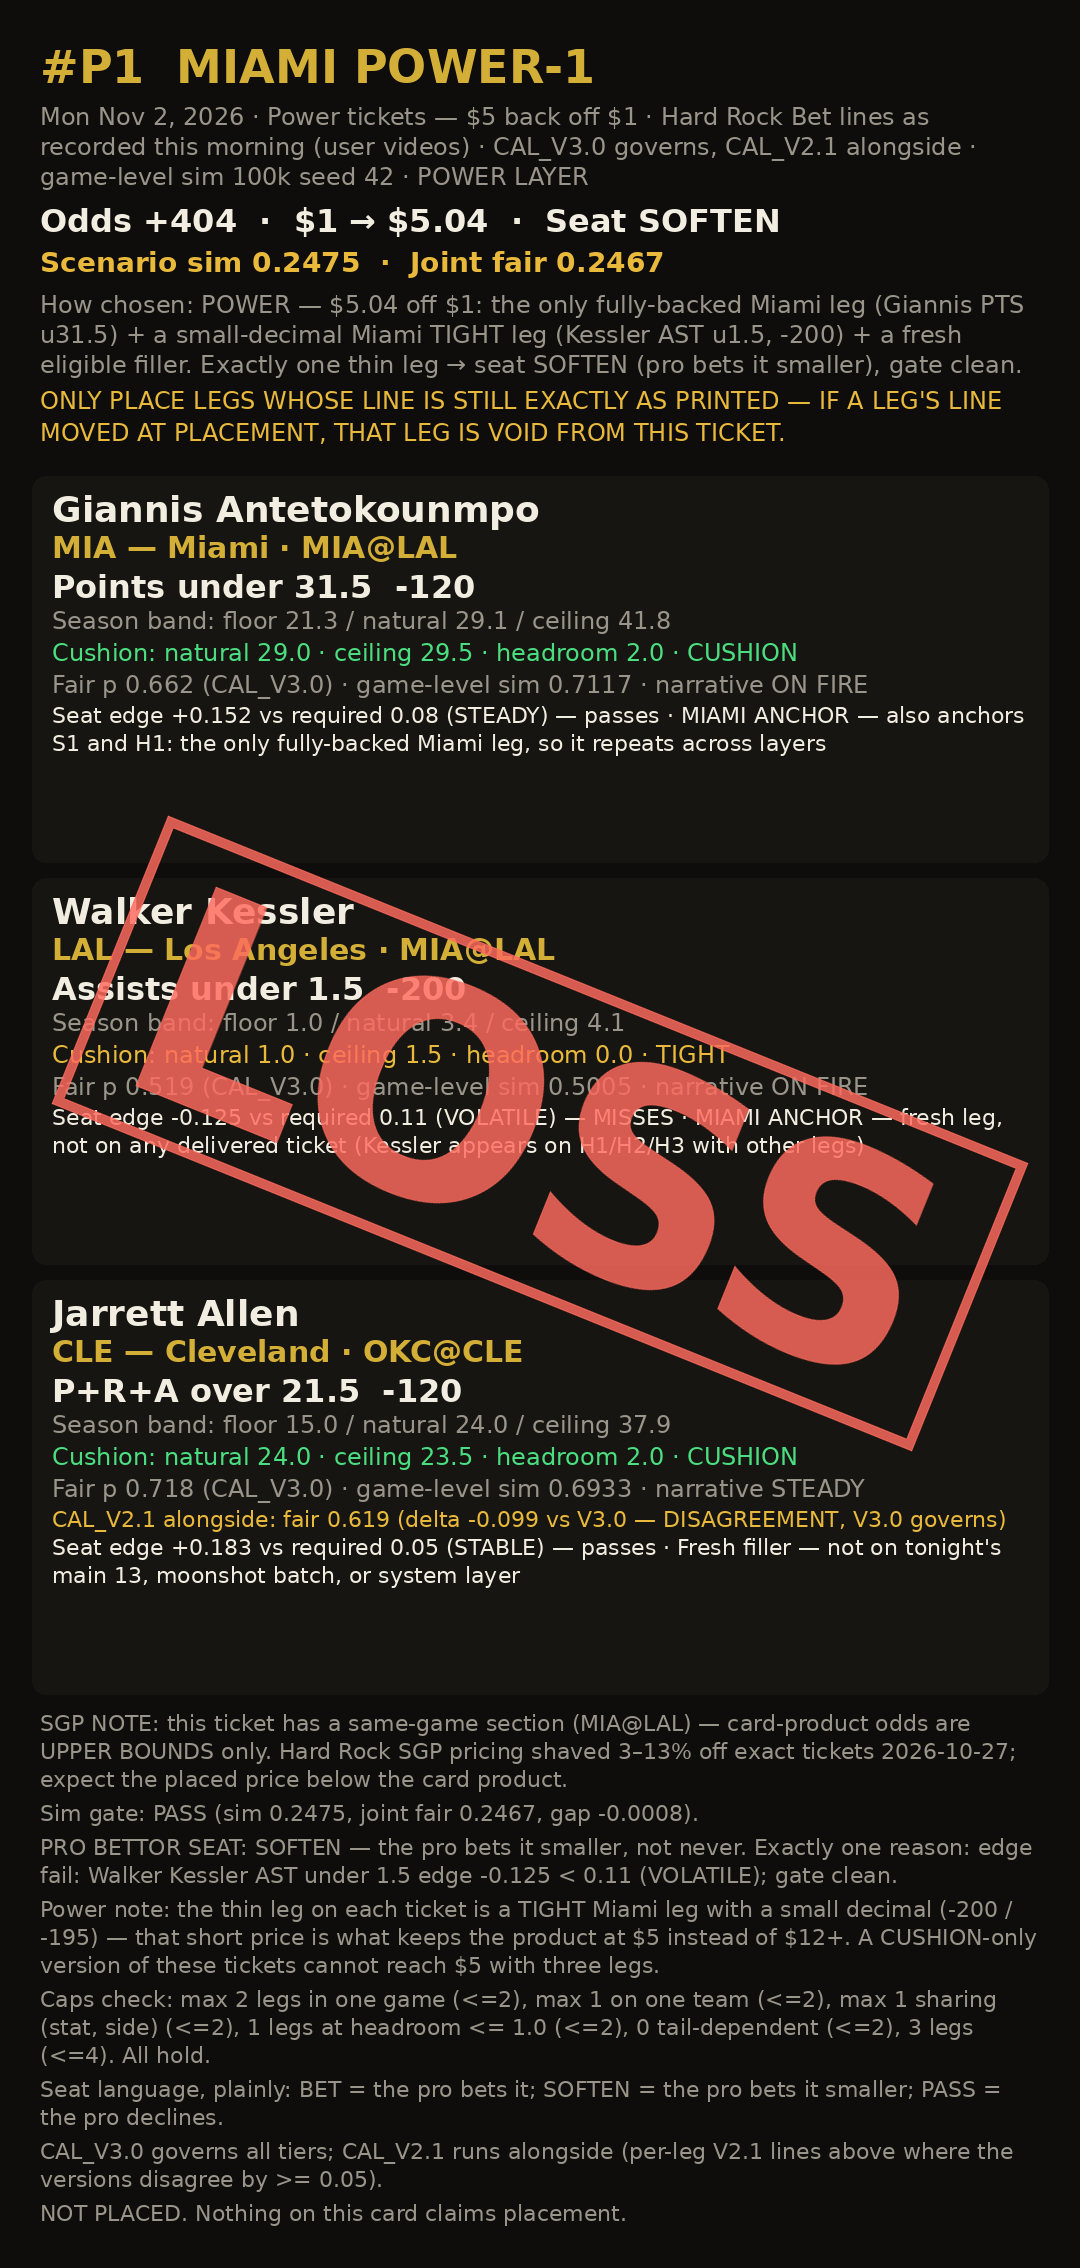 #P1 MIAMI POWER-1
Mon Nov 2, 2026 · Power tickets — $5 back off $1 · Hard Rock Bet lines as
recorded this morning (user videos) · CAL_V3.0 governs, CAL_V2.1 alongside ·
game-level sim 100k seed 42 · POWER LAYER
Odds +404 · $1 → $5.04 · Seat SOFTEN
Scenario sim 0.2475 · Joint fair 0.2467
How chosen: POWER — $5.04 off $1: the only fully-backed Miami leg (Giannis PTS
u31.5) + a small-decimal Miami TIGHT leg (Kessler AST u1.5, -200) + a fresh
eligible filler. Exactly one thin leg → seat SOFTEN (pro bets it smaller), gate clean.
ONLY PLACE LEGS WHOSE LINE IS STILL EXACTLY AS PRINTED — IF A LEG'S LINE
MOVED AT PLACEMENT, THAT LEG IS VOID FROM THIS TICKET.
Giannis Antetokounmpo
MIA — Miami · MIA@LAL
Points under 31.5 -120
Season band: floor 21.3 / natural 29.1 / ceiling 41.8
Cushion: natural 29.0 · ceiling 29.5 · headroom 2.0 · CUSHION
Fair p 0.662 (CAL_V3.0) · game-level sim 0.7117 · narrative ON FIRE
Seat edge +0.152 vs required 0.08 (STEADY) — passes · MIAMI ANCHOR — also anchors
S1 and H1: the only fully-backed Miami leg, so it repeats across layers
Walker Kessler
LAL — Los Angeles · MIA@LAL
Assists under 1.5 -200
Season band: floor 1.0 / natural 3.4 / ceiling 4.1
Cushion: natural 1.0 · ceiling 1.5 · headroom 0.0 · TIGHT
Fair p 0.519 (CAL_V3.0) · game-level sim 0.5005 · narrative ON FIRE
Seat edge -0.125 vs required 0.11 (VOLATILE) — MISSES · MIAMI ANCHOR — fresh leg,
not on any delivered ticket (Kessler appears on H1/H2/H3 with other legs)
LOSS
Jarrett Allen
CLE — Cleveland · OKC@CLE
P+R+A over 21.5 -120
Season band: floor 15.0 / natural 24.0 / ceiling 37.9
Cushion: natural 24.0 · ceiling 23.5 · headroom 2.0 · CUSHION
Fair p 0.718 (CAL_V3.0) · game-level sim 0.6933 · narrative STEADY
CAL_V2.1 alongside: fair 0.619 (delta -0.099 vs V3.0 — DISAGREEMENT, V3.0 governs)
Seat edge +0.183 vs required 0.05 (STABLE) — passes · Fresh filler — not on tonight's
main 13, moonshot batch, or system layer
SGP NOTE: this ticket has a same-game section (MIA@LAL) — card-product odds are
UPPER BOUNDS only. Hard Rock SGP pricing shaved 3–13% off exact tickets 2026-10-27;
expect the placed price below the card product.
Sim gate: PASS (sim 0.2475, joint fair 0.2467, gap -0.0008).
PRO BETTOR SEAT: SOFTEN — the pro bets it smaller, not never. Exactly one reason: edge
fail: Walker Kessler AST under 1.5 edge -0.125 < 0.11 (VOLATILE); gate clean.
Power note: the thin leg on each ticket is a TIGHT Miami leg with a small decimal (-200 /
-195) — that short price is what keeps the product at $5 instead of $12+. A CUSHION-only
version of these tickets cannot reach $5 with three legs.
Caps check: max 2 legs in one game (<=2), max 1 on one team (<=2), max 1 sharing
(stat, side) (<=2), 1 legs at headroom <= 1.0 (<=2), 0 tail-dependent (<=2), 3 legs
(<=4). All hold.
Seat language, plainly: BET = the pro bets it; SOFTEN = the pro bets it smaller; PASS =
the pro declines.
CAL_V3.0 governs all tiers; CAL_V2.1 runs alongside (per-leg V2.1 lines above where the
versions disagree by >= 0.05).
NOT PLACED. Nothing on this card claims placement.